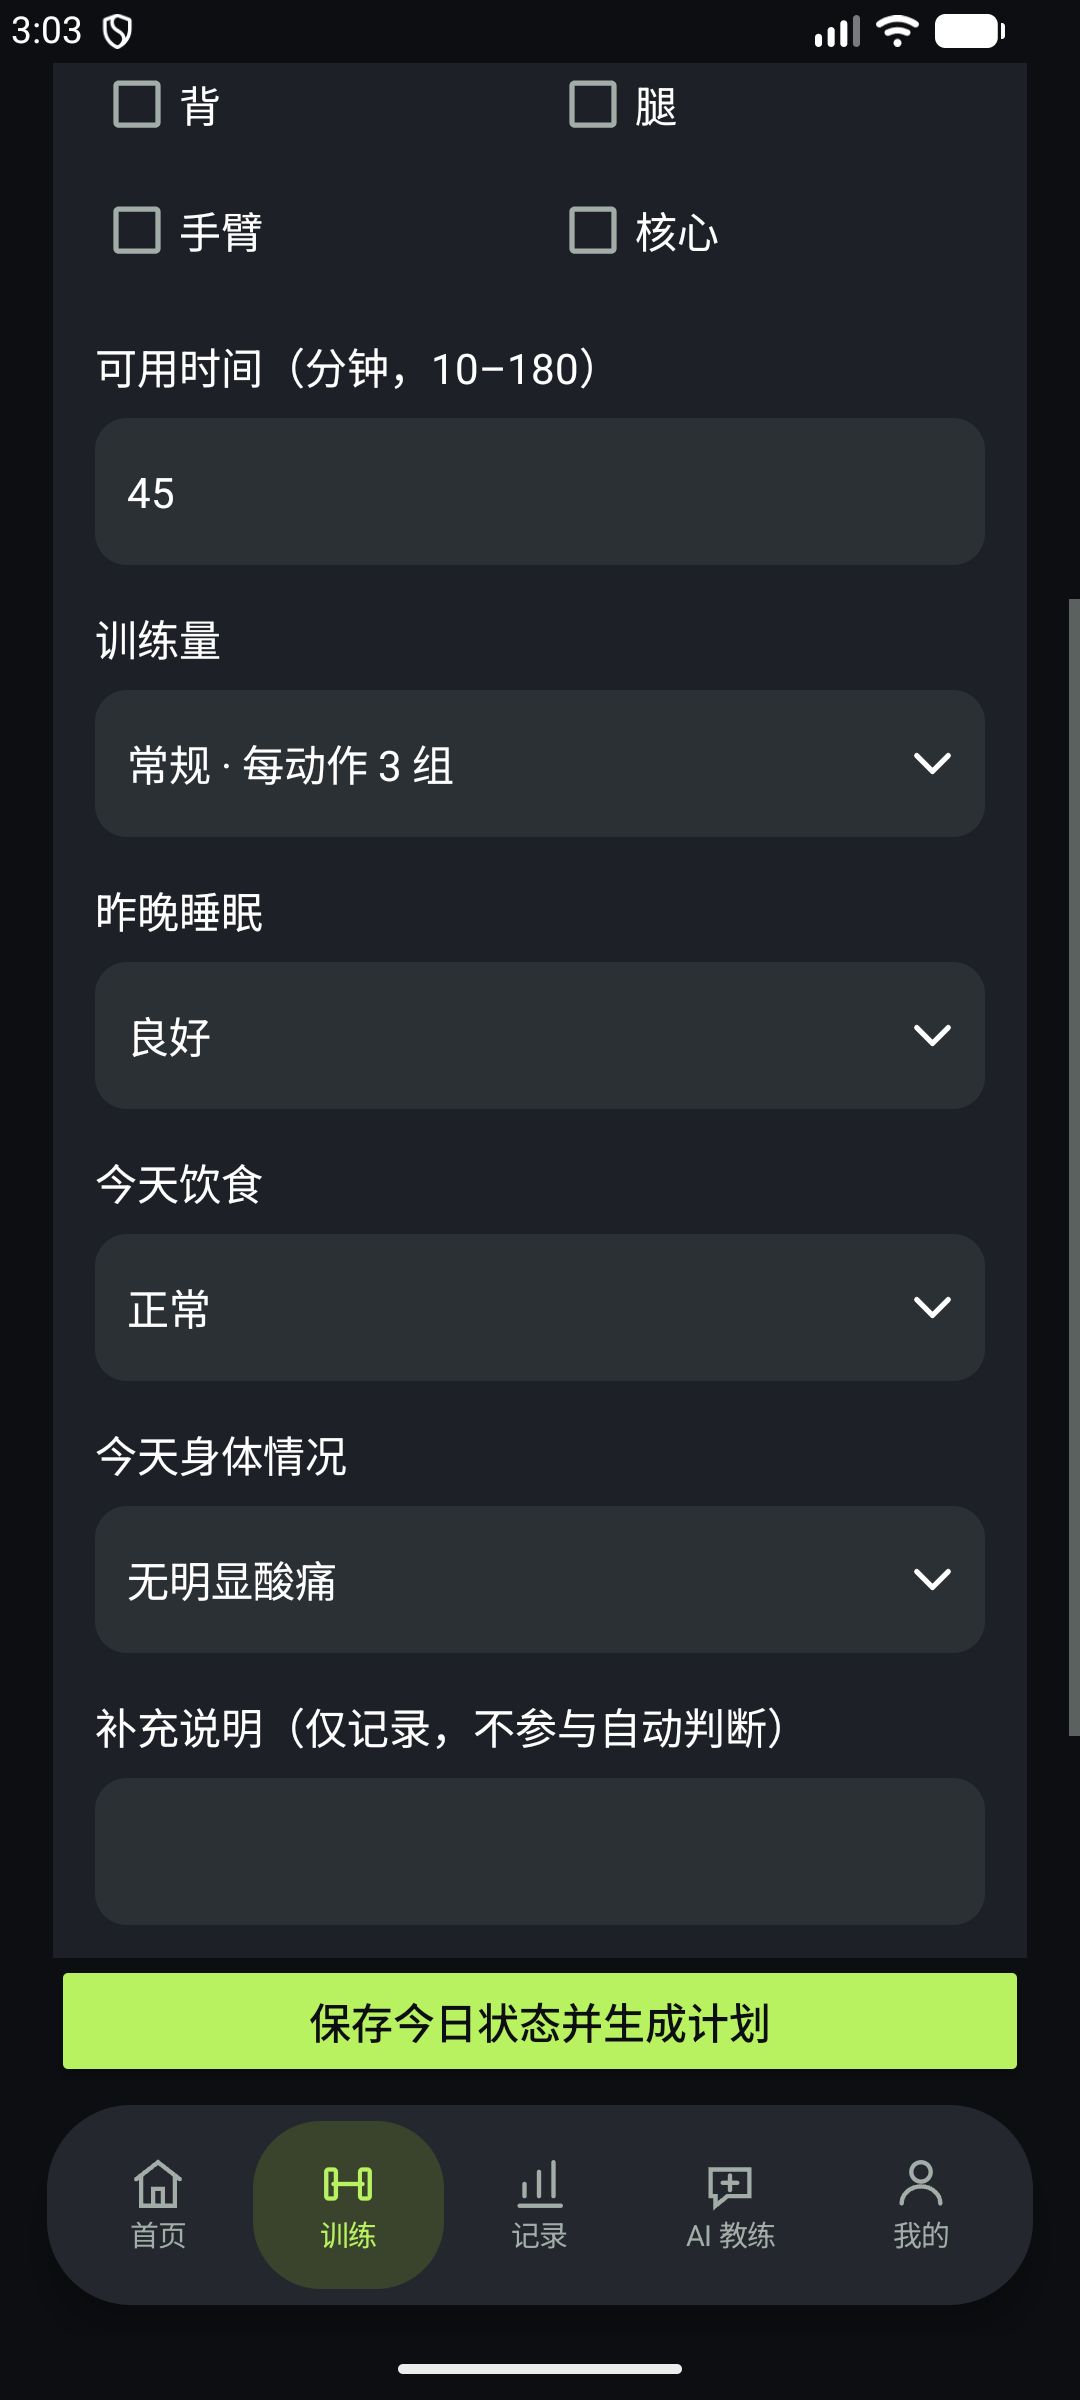 3:03
背
腿
手臂
核心
可用时间（分钟，10–180）
45
训练量
常规 · 每动作 3 组
昨晚睡眠
良好
今天饮食
正常
今天身体情况
无明显酸痛
补充说明（仅记录，不参与自动判断）
保存今日状态并生成计划
首页
训练
记录
AI 教练
我的